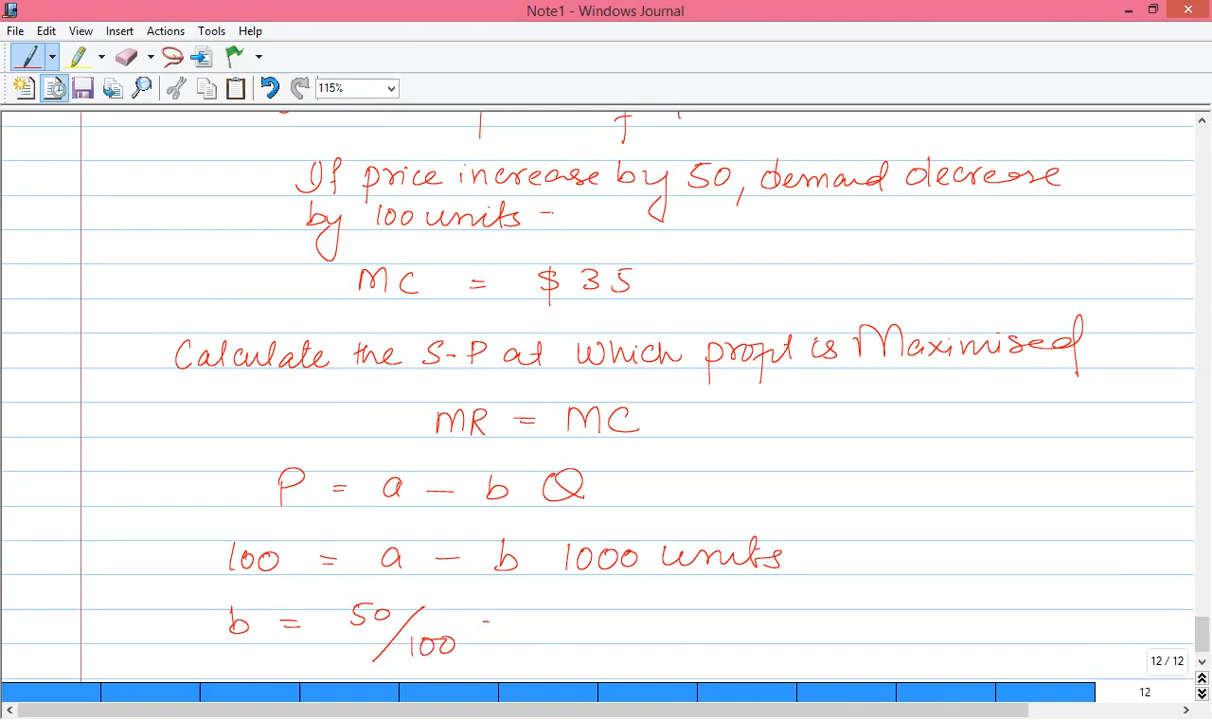 Note1 - Windows Journal
File Edit View Insert Actions Tools Help
115%
If price increase by 50, demand decrease
by 100 units -
MC = $ 35
Calculate the S-P at which profit is Maximised
MR = MC
P = a - b Q
100 = a - b 1000 units
b = 50/100 -
12 / 12
12